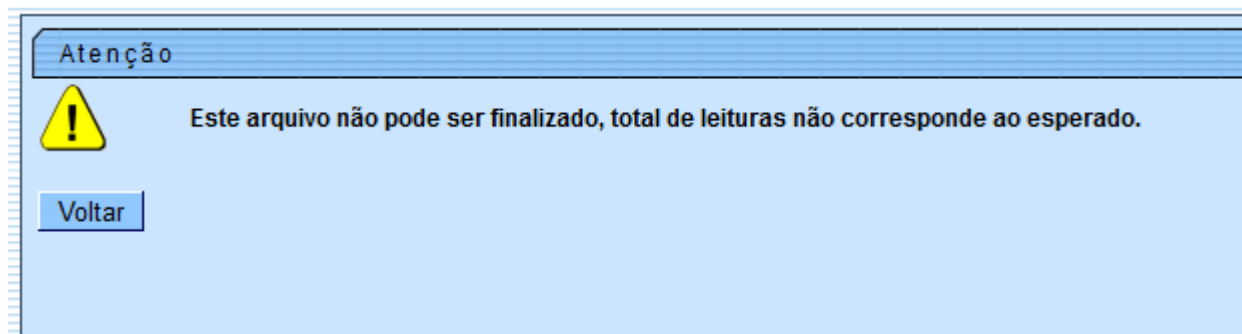 Atenção
Este arquivo não pode ser finalizado, total de leituras não corresponde ao esperado.
Voltar